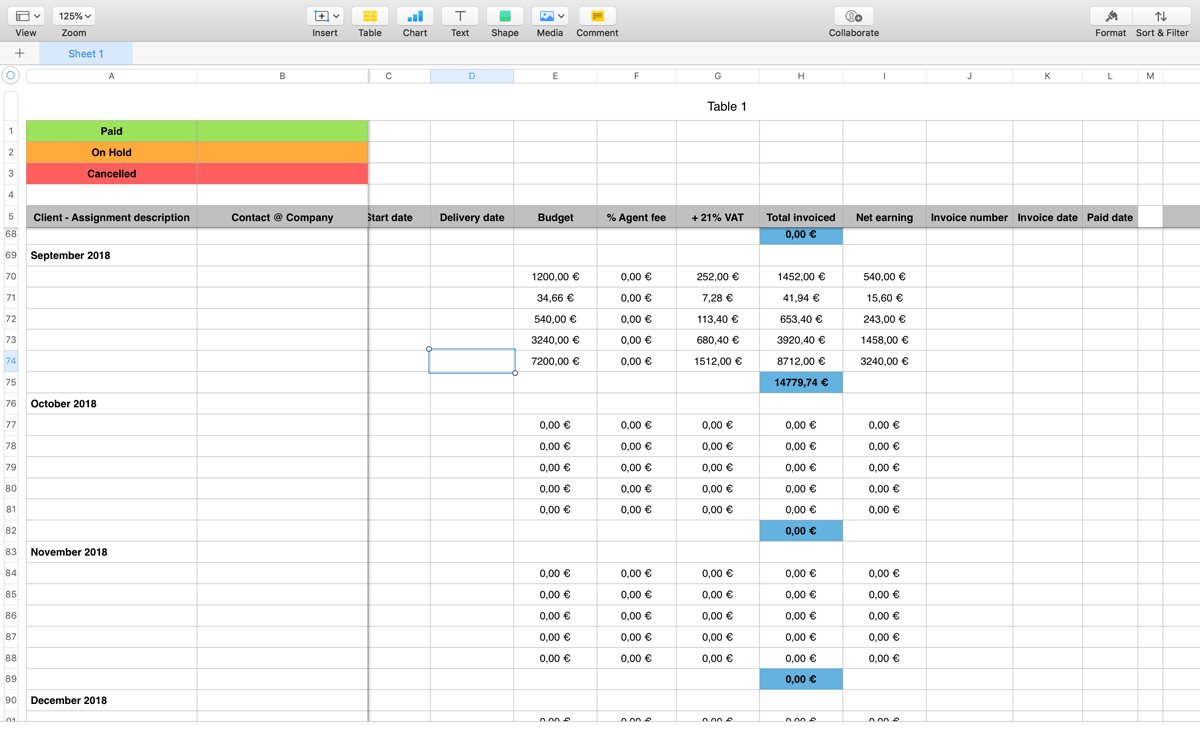 125%
View Zoom Insert Table Chart Text Shape Media Comment Collaborate Format Sort & Filter
Sheet 1
A B C D E F G H I J K L M
Table 1
1 Paid
2 On Hold
3 Cancelled
4
5 Client - Assignment description Contact @ Company Start date Delivery date Budget % Agent fee + 21% VAT Total invoiced Net earning Invoice number Invoice date Paid date
68 0,00 €
69 September 2018
70 1200,00 € 0,00 € 252,00 € 1452,00 € 540,00 €
71 34,66 € 0,00 € 7,28 € 41,94 € 15,60 €
72 540,00 € 0,00 € 113,40 € 653,40 € 243,00 €
73 3240,00 € 0,00 € 680,40 € 3920,40 € 1458,00 €
74 7200,00 € 0,00 € 1512,00 € 8712,00 € 3240,00 €
75 14779,74 €
76 October 2018
77 0,00 € 0,00 € 0,00 € 0,00 € 0,00 €
78 0,00 € 0,00 € 0,00 € 0,00 € 0,00 €
79 0,00 € 0,00 € 0,00 € 0,00 € 0,00 €
80 0,00 € 0,00 € 0,00 € 0,00 € 0,00 €
81 0,00 € 0,00 € 0,00 € 0,00 € 0,00 €
82 0,00 €
83 November 2018
84 0,00 € 0,00 € 0,00 € 0,00 € 0,00 €
85 0,00 € 0,00 € 0,00 € 0,00 € 0,00 €
86 0,00 € 0,00 € 0,00 € 0,00 € 0,00 €
87 0,00 € 0,00 € 0,00 € 0,00 € 0,00 €
88 0,00 € 0,00 € 0,00 € 0,00 € 0,00 €
89 0,00 €
90 December 2018
91 0,00 € 0,00 € 0,00 € 0,00 € 0,00 €